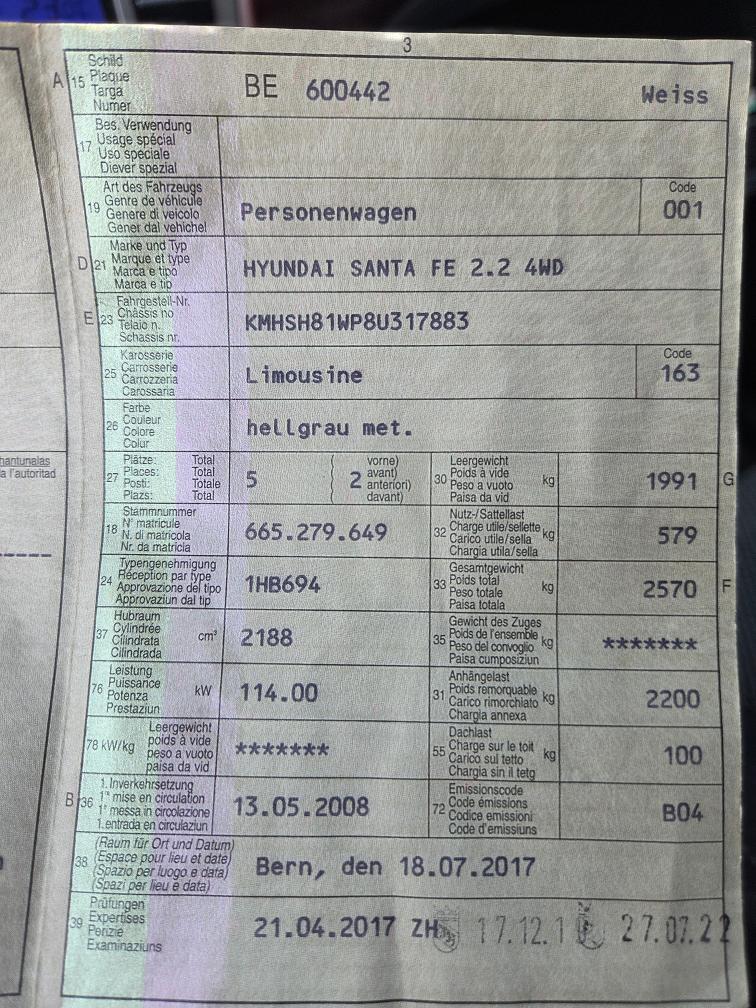 3
A 15 Schild
Plaque
Targa
Numer
BE 600442 Weiss
17 Bes. Verwendung
Usage spécial
Uso speciale
Diever spezial
19 Art des Fahrzeugs
Genre de véhicule
Genere di veicolo
Gener dal vehichel
Personenwagen
Code
001
D 21 Marke und Typ
Marque et type
Marca e tipo
Marca e tip
HYUNDAI SANTA FE 2.2 4WD
E 23 Fahrgestell-Nr.
Châssis no
Telaio n.
Schassis nr.
KMHSH81WP8U317883
25 Karosserie
Carrosserie
Carrozzeria
Carossaria
Limousine
Code
163
26 Farbe
Couleur
Colore
Colur
hellgrau met.
27 Plätze: Total
Places: Total
Posti: Totale
Plazs: Total
5
2
vorne)
avant)
anteriori)
davant)
30 Leergewicht
Poids à vide
Peso a vuoto
Paisa da vid
kg
1991 G
18 Stammnummer
N° matricule
N. di matricola
Nr. da matricla
665.279.649
32 Nutz-/Sattellast
Charge utile/sellette
Carico utile/sella
Chargia utila/sella
kg
579
24 Typengenehmigung
Réception par type
Approvazione del tipo
Approvaziun dal tip
1HB694
33 Gesamtgewicht
Poids total
Peso totale
Paisa totala
kg
2570 F
37 Hubraum
Cylindrée
Cilindrata
Cilindrada
cm³
2188
35 Gewicht des Zuges
Poids de l'ensemble
Peso del convoglio
Paisa cumposiziun
kg
*******
76 Leistung
Puissance
Potenza
Prestaziun
kW
114.00
31 Anhängelast
Poids remorquable
Carico rimorchiato
Chargia annexa
kg
2200
78 kW/kg
Leergewicht
poids à vide
peso a vuoto
paisa da vid
*******
55 Dachlast
Charge sur le toit
Carico sul tetto
Chargia sin il tetg
kg
100
B 36 1. Inverkehrsetzung
1re mise en circulation
1a messa in circolazione
1. entrada en circulaziun
13.05.2008
72 Emissionscode
Code émissions
Codice emissioni
Code d'emissiuns
B04
38 (Raum für Ort und Datum)
(Espace pour lieu et date)
(Spazio per luogo e data)
(Spazi per lieu e data)
Bern, den 18.07.2017
39 Prüfungen
Expertises
Perizie
Examinaziuns
21.04.2017 ZH 17.12.1 27.07.22
hantunalas
a l'autoritad